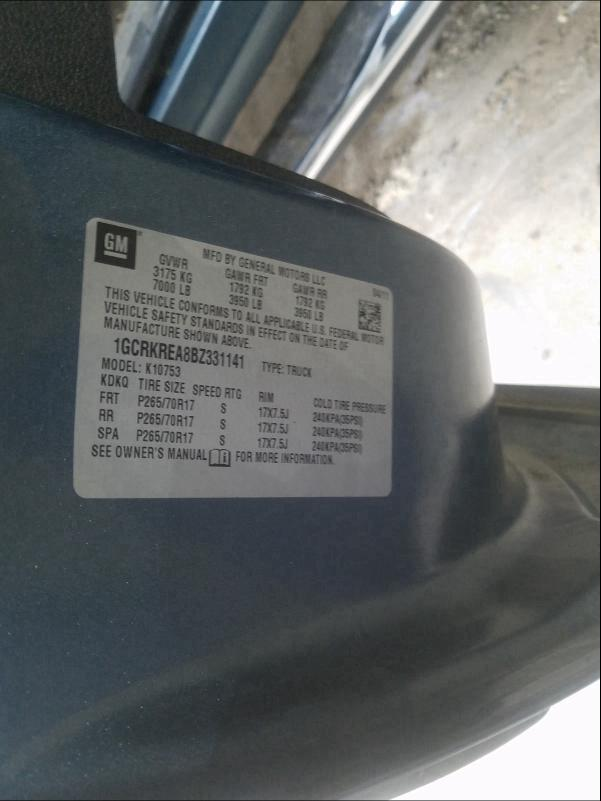 GM
MFD BY GENERAL MOTORS LLC
04/11
GVWR GAWR FRT GAWR RR
3175 KG 1792 KG 1792 KG
7000 LB 3950 LB 3950 LB
THIS VEHICLE CONFORMS TO ALL APPLICABLE U.S. FEDERAL MOTOR
VEHICLE SAFETY STANDARDS IN EFFECT ON THE DATE OF
MANUFACTURE SHOWN ABOVE.
1GCRKREA8BZ331141 TYPE: TRUCK
MODEL: K10753
KDKQ TIRE SIZE SPEED RTG RIM COLD TIRE PRESSURE
FRT P265/70R17 S 17X7.5J 240KPA(35PSI)
RR P265/70R17 S 17X7.5J 240KPA(35PSI)
SPA P265/70R17 S 17X7.5J 240KPA(35PSI)
SEE OWNER'S MANUAL FOR MORE INFORMATION.